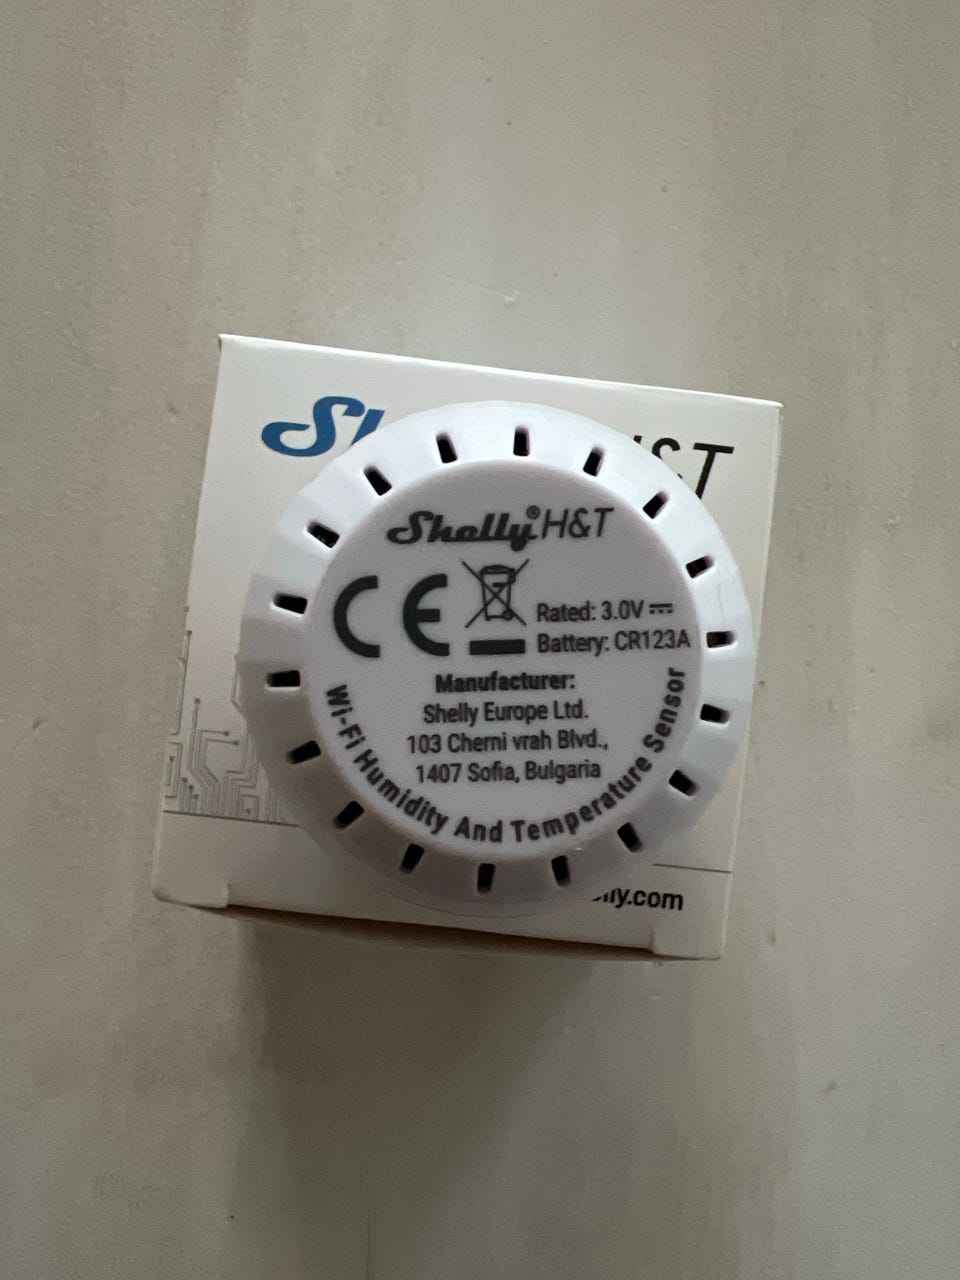 H&T
Shelly® H&T
CE
Rated: 3.0V
Battery: CR123A
Manufacturer:
Shelly Europe Ltd.
103 Cherni vrah Blvd.,
1407 Sofia, Bulgaria
Wi-Fi Humidity And Temperature Sensor